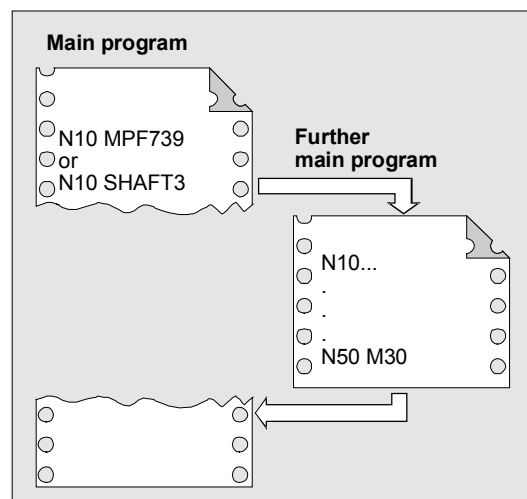 Main program
N10 MPF739
or
N10 SHAFT3
Further
main program
N10...
.
.
.
N50 M30